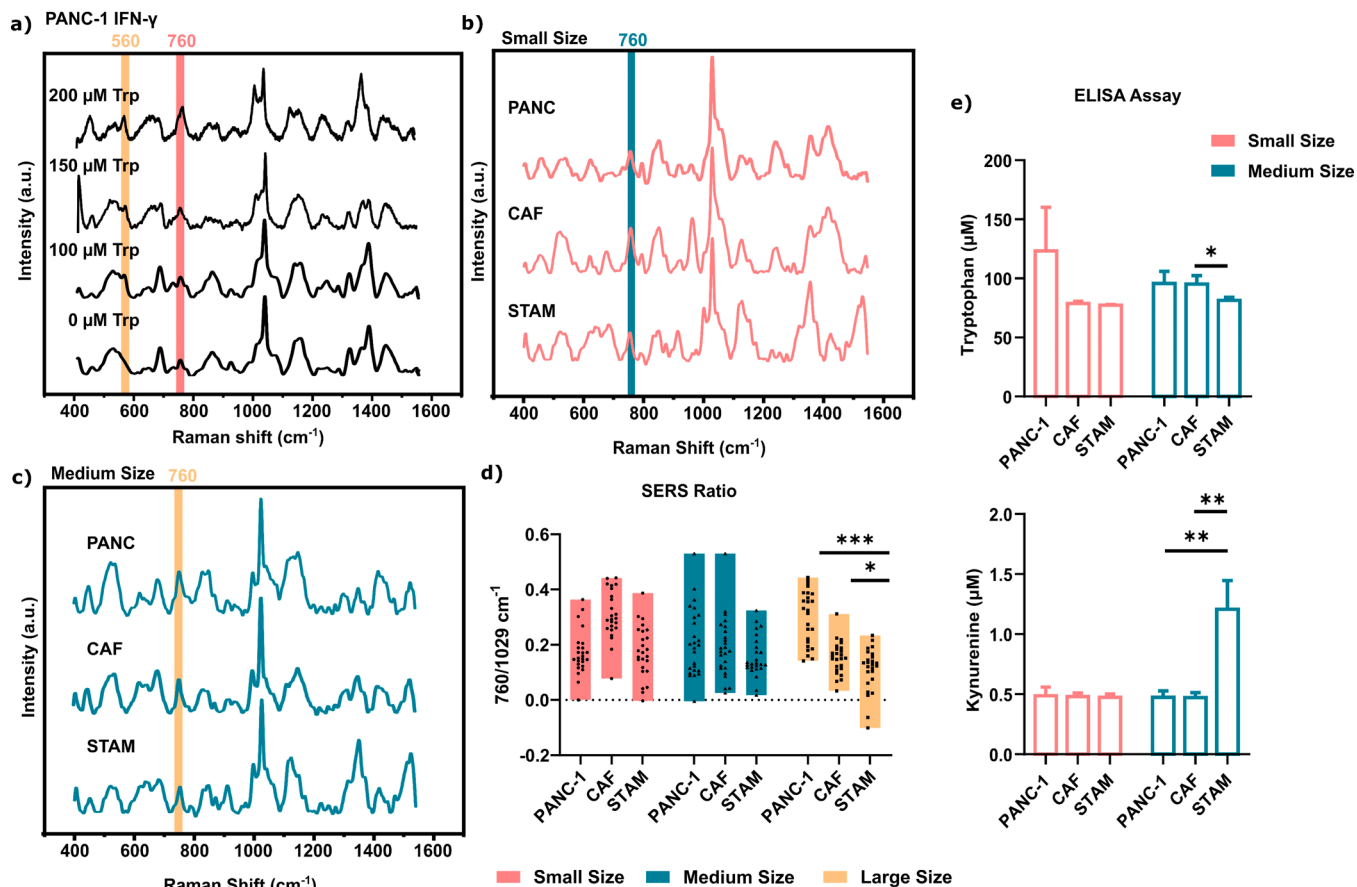 a)
PANC-1 IFN-γ
560
760
200 µM Trp
150 µM Trp
100 µM Trp
0 µM Trp
Intensity (a.u.)
400 600 800 1000 1200 1400 1600
Raman shift (cm-1)
b)
Small Size
760
PANC
CAF
STAM
Intensity (a.u.)
400 600 800 1000 1200 1400 1600
Raman Shift (cm-1)
c)
Medium Size
760
PANC
CAF
STAM
Intensity (a.u.)
400 600 800 1000 1200 1400 1600
Raman Shift (cm-1)
d)
SERS Ratio
760/1029 cm-1
0.6
0.4
0.2
0.0
-0.2
***
*
PANC-1 CAF STAM PANC-1 CAF STAM PANC-1 CAF STAM
Small Size Medium Size Large Size
e)
ELISA Assay
Small Size
Medium Size
Tryptophan (µM)
200
150
100
50
0
*
PANC-1 CAF STAM PANC-1 CAF STAM
Kynurenine (µM)
2.0
1.5
1.0
0.5
0.0
**
**
PANC-1 CAF STAM PANC-1 CAF STAM